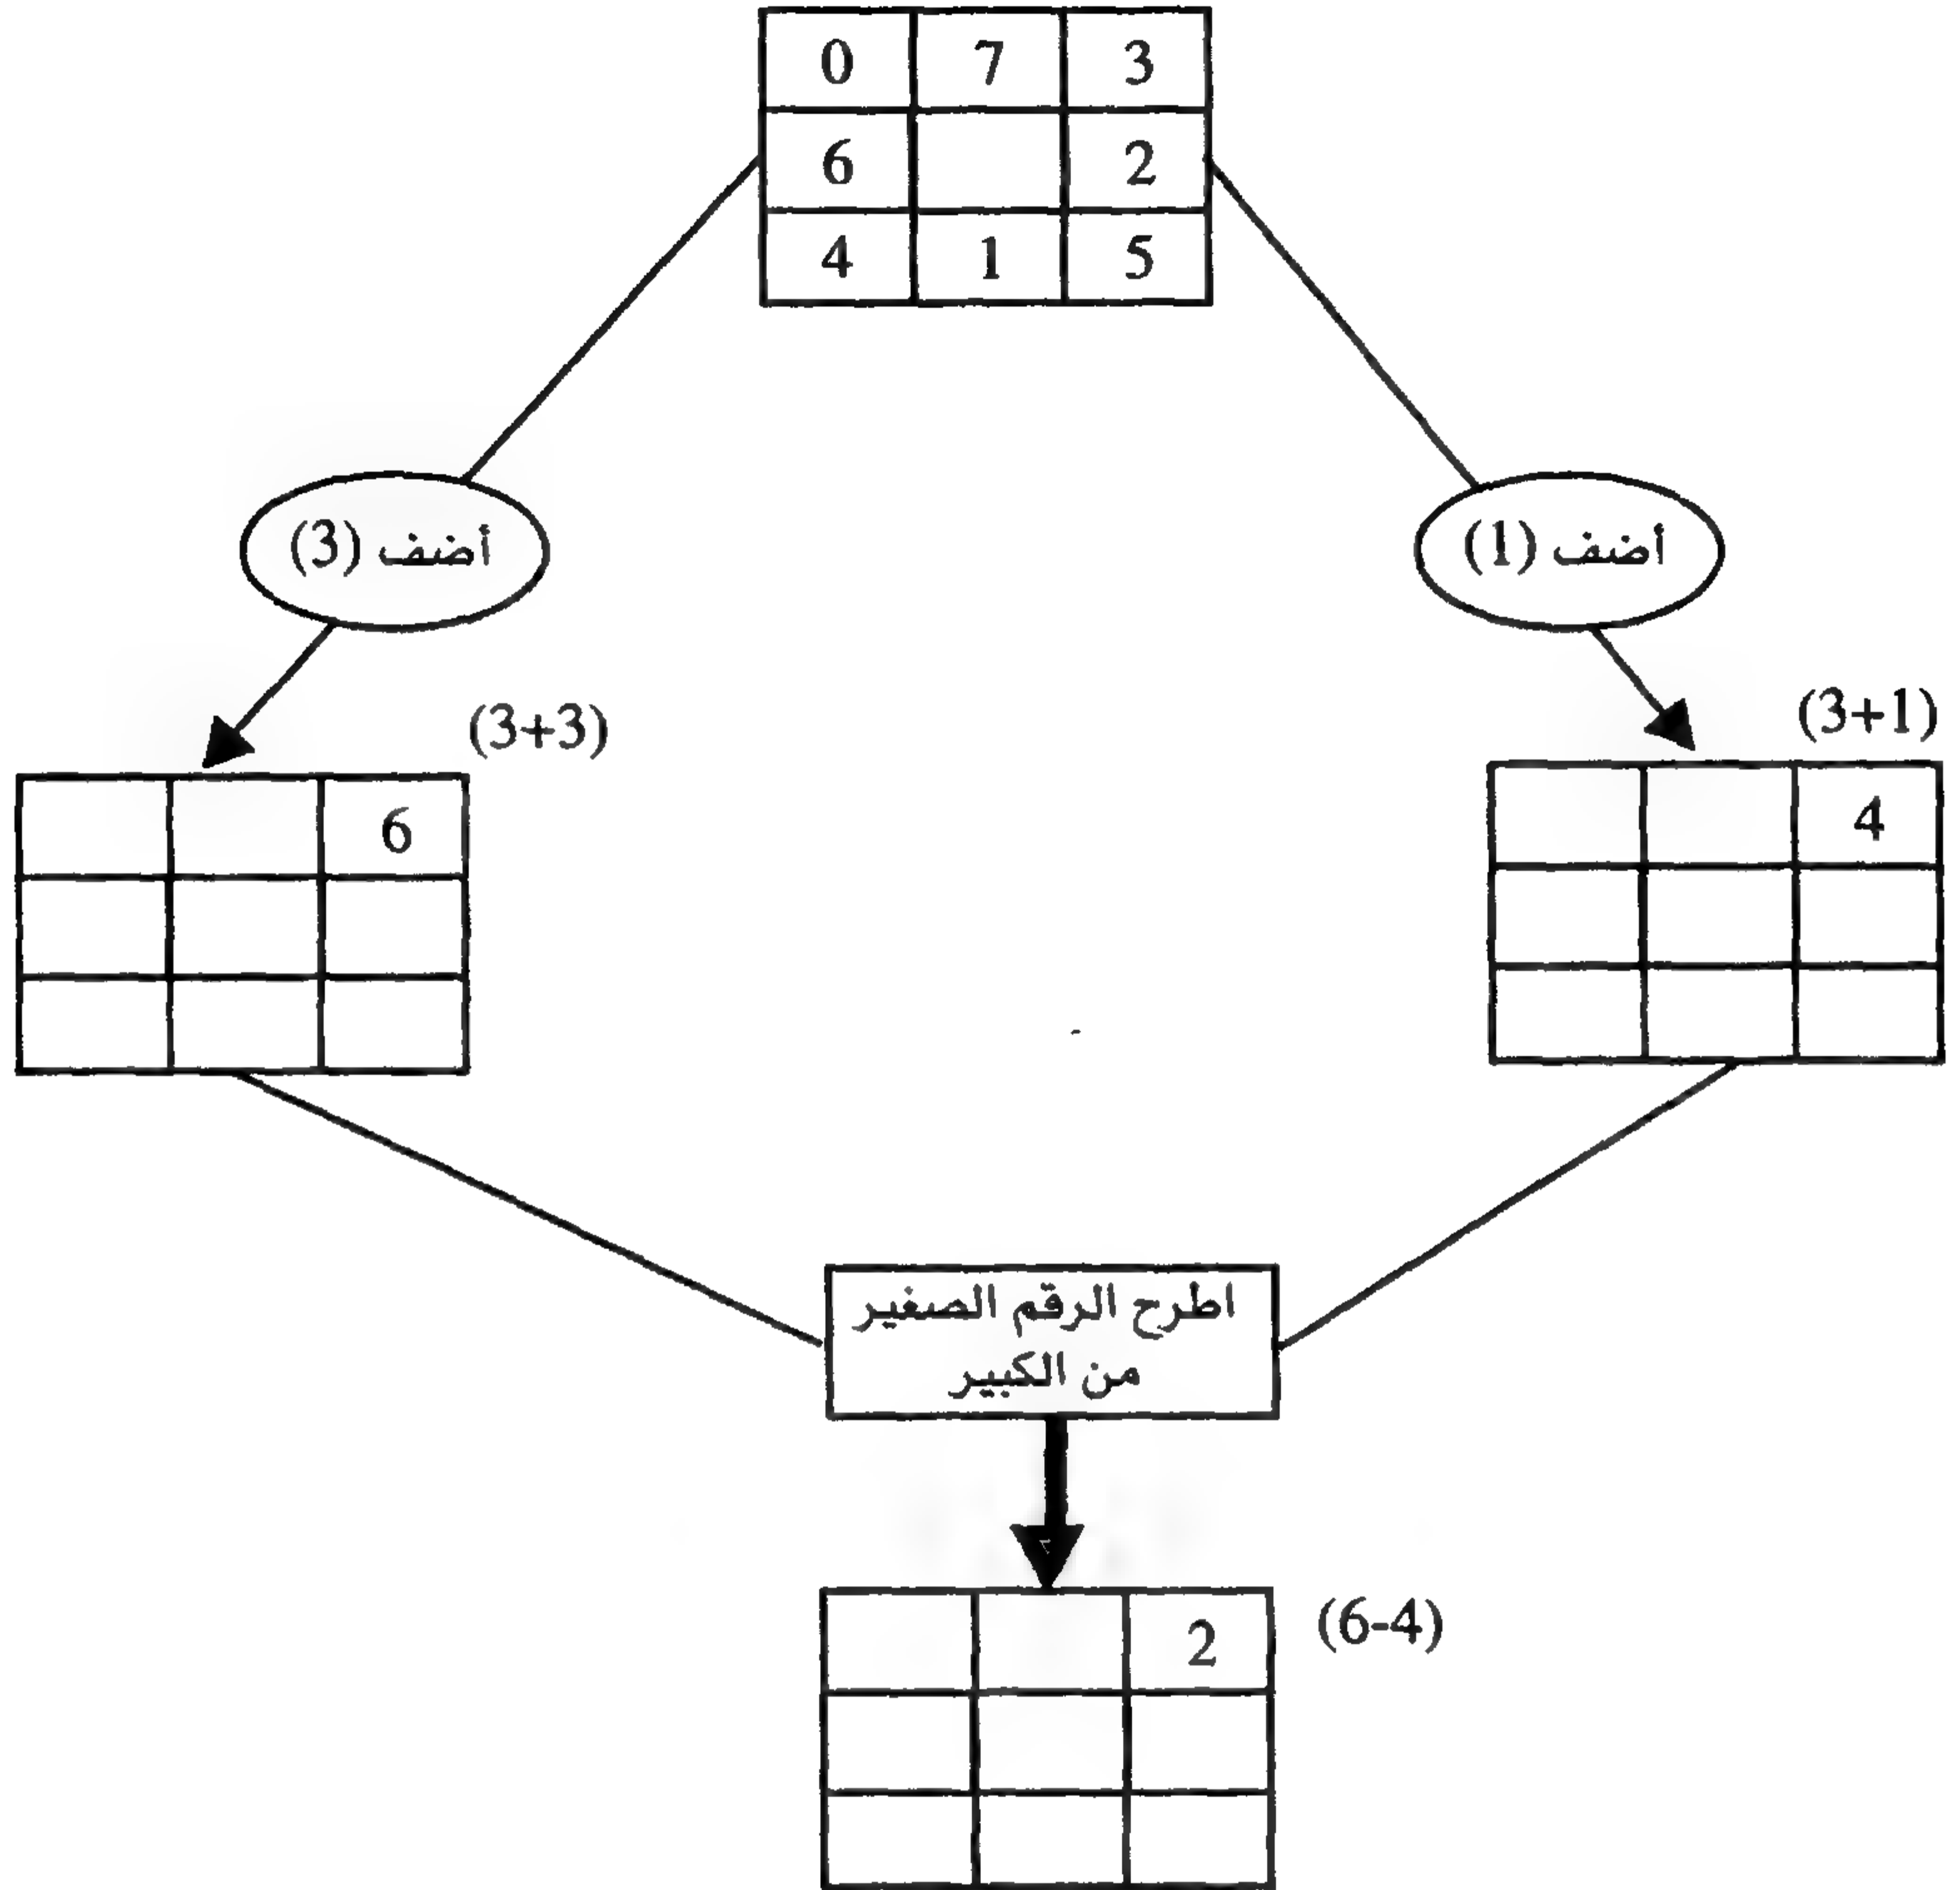 0 7 3
6 2
4 1 5
أضف (3)
أضف (1)
(3+3)
(3+1)
6
4
اطرح الرقم الصغير
من الكبير
2
(6-4)